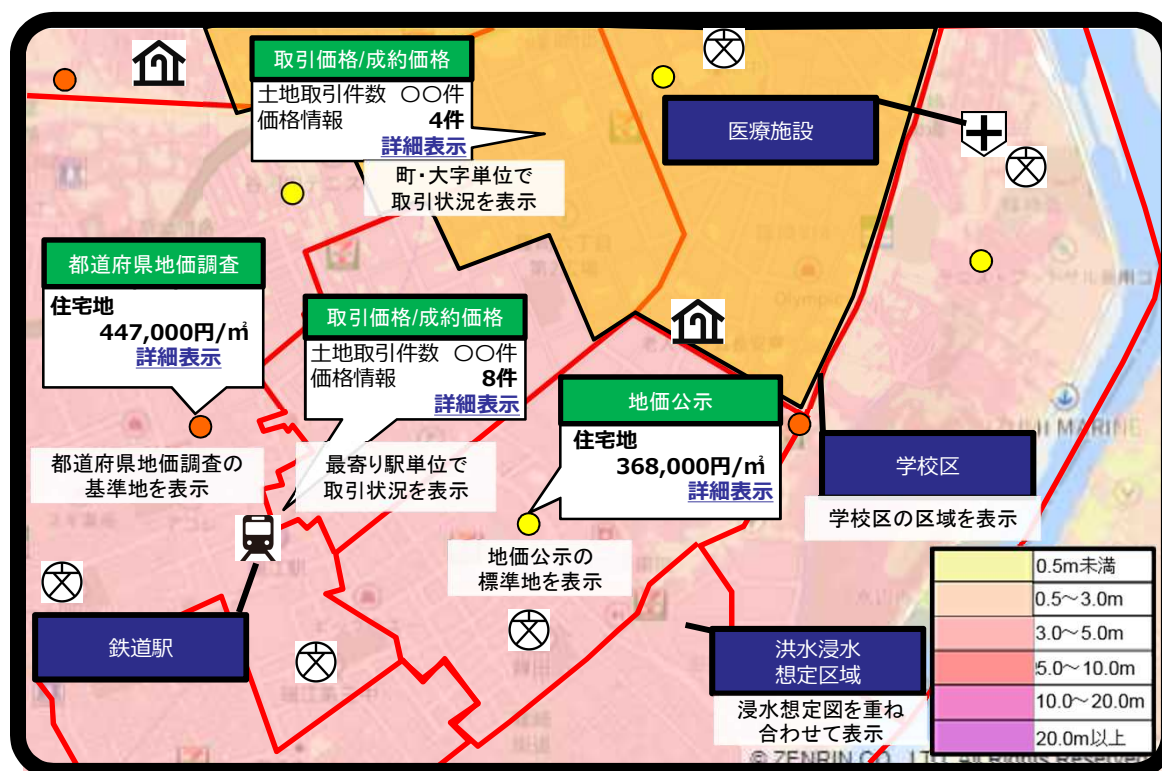 取引価格/成約価格
土地取引件数 〇〇件
価格情報 4件
詳細表示
町・大字単位で
取引状況を表示
医療施設
都道府県地価調査
住宅地
447,000円/㎡
詳細表示
都道府県地価調査の
基準地を表示
取引価格/成約価格
土地取引件数 〇〇件
価格情報 8件
詳細表示
最寄り駅単位で
取引状況を表示
地価公示
住宅地
368,000円/㎡
詳細表示
地価公示の
標準地を表示
Olympic
MARINE
学校区
学校区の区域を表示
鉄道駅
洪水浸水
想定区域
浸水想定図を重ね
合わせて表示
0.5m未満
0.5～3.0m
3.0～5.0m
5.0～10.0m
10.0～20.0m
20.0m以上
© ZENRIN CO., LTD. All Rights Reserved